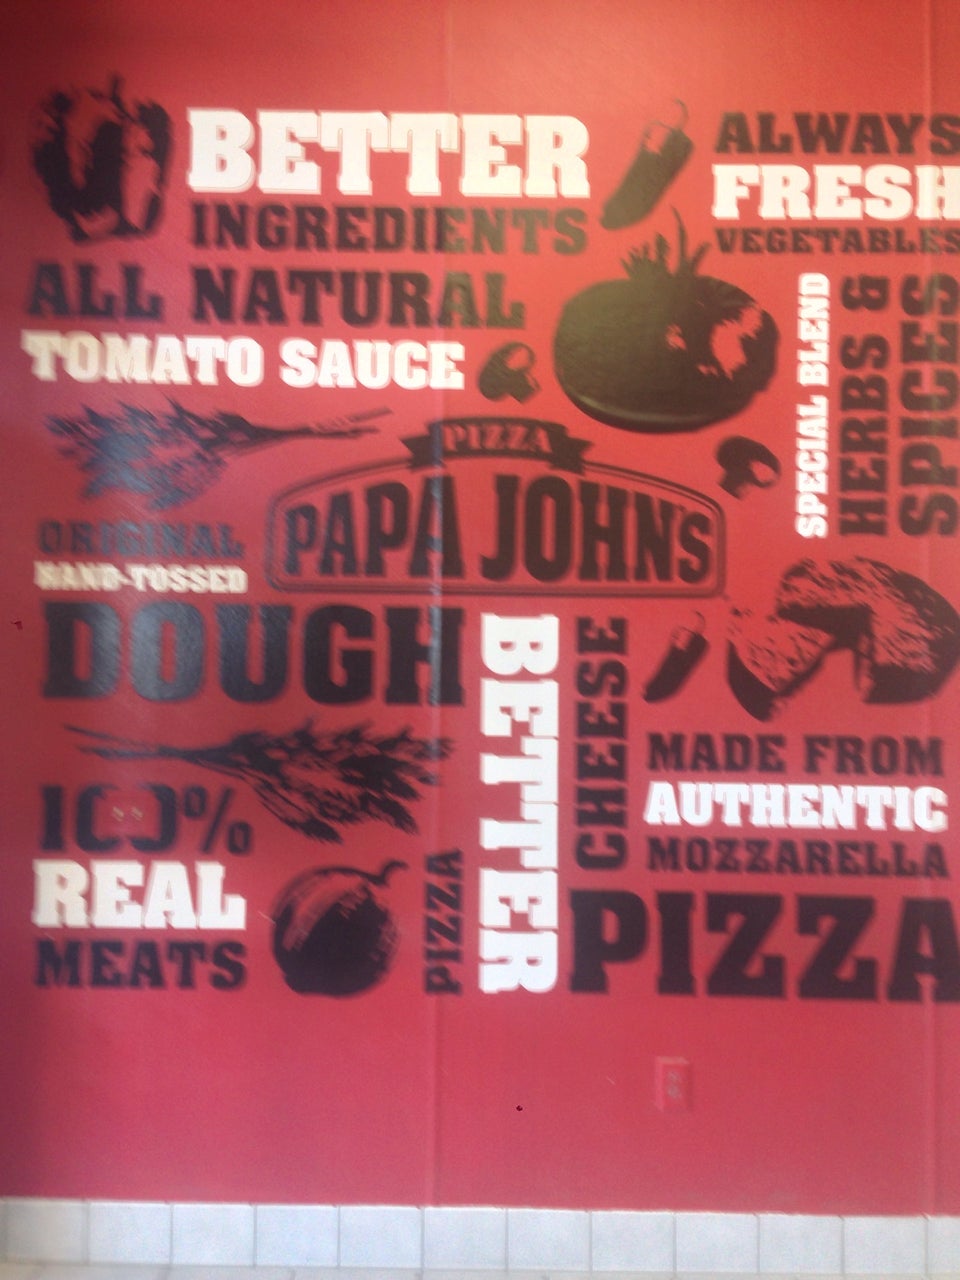 BETTER
INGREDIENTS
ALL NATURAL
TOMATO SAUCE
ALWAYS
FRESH
VEGETABLES
SPECIAL BLEND
HERBS &
SPICES
PIZZA
PAPA JOHN'S
ORIGINAL
HAND-TOSSED
DOUGH
100%
REAL
MEATS
PIZZA
BETTER
CHEESE
MADE FROM
AUTHENTIC
MOZZARELLA
PIZZA